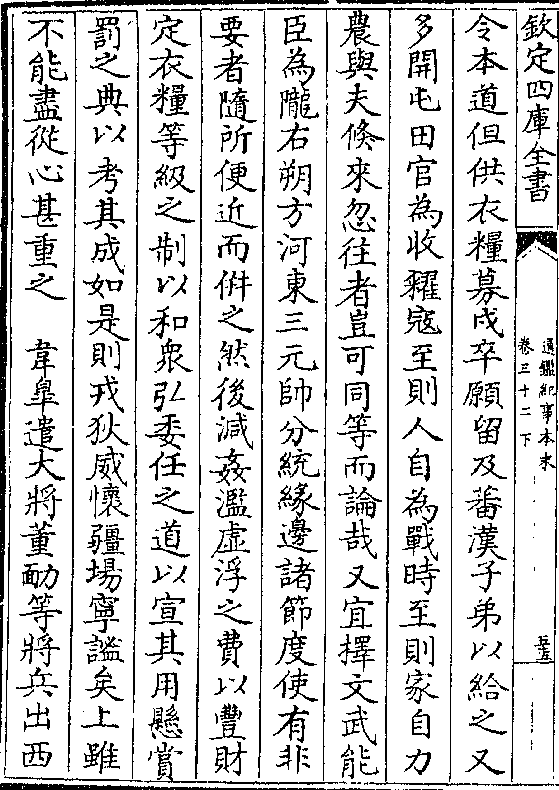 欽定四庫全書
通鑑紀事本末
卷三十二下
令本道但供衣糧募戍卒願留及蕃漢子弟以給之又
多開屯田官為收糴寇至則人自為戰時至則家自力
農與夫倐來忽往者豈可同等而論哉又宜擇文武能
臣為隴右朔方河東三元帥分統緣邊諸節度使有非
要者隨所便近而併之然後減姦濫虛浮之費以豐財
定衣糧等級之制以和衆弘委任之道以宣其用懸賞
罰之典以考其成如是則戎狄威懷疆場寧謐矣上雖
不能盡從心甚重之　韋臯遣大將董勔等將兵出西